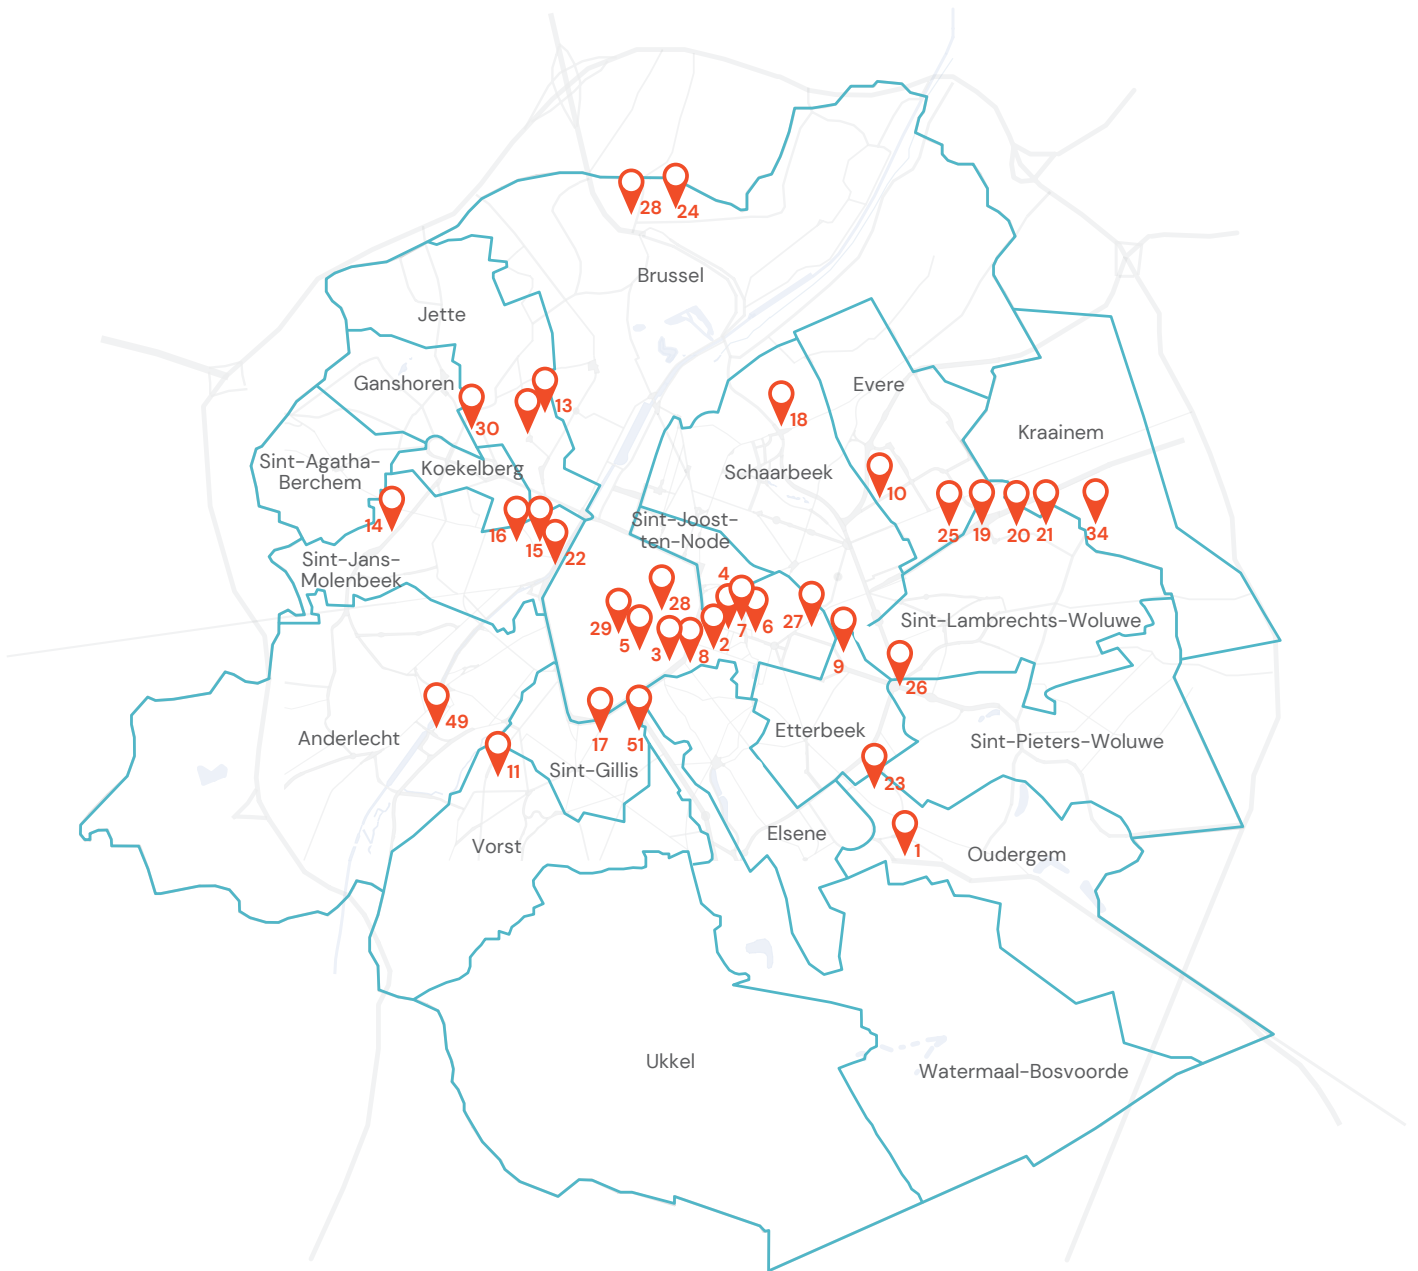 28
24
Brussel
Jette
Ganshoren
Evere
13
30
18
Kraainem
Sint-Agatha-
Berchem
Koekelberg
Schaarbeek
10
14
16
15
22
Sint-Joost-
ten-Node
25
19
20
21
34
Sint-Jans-
Molenbeek
4
28
29
5
3
8
2
7
6
27
9
Sint-Lambrechts-Woluwe
26
49
Anderlecht
17
51
11
Sint-Gillis
Etterbeek
Sint-Pieters-Woluwe
23
Vorst
Elsene
1
Oudergem
Ukkel
Watermaal-Bosvoorde